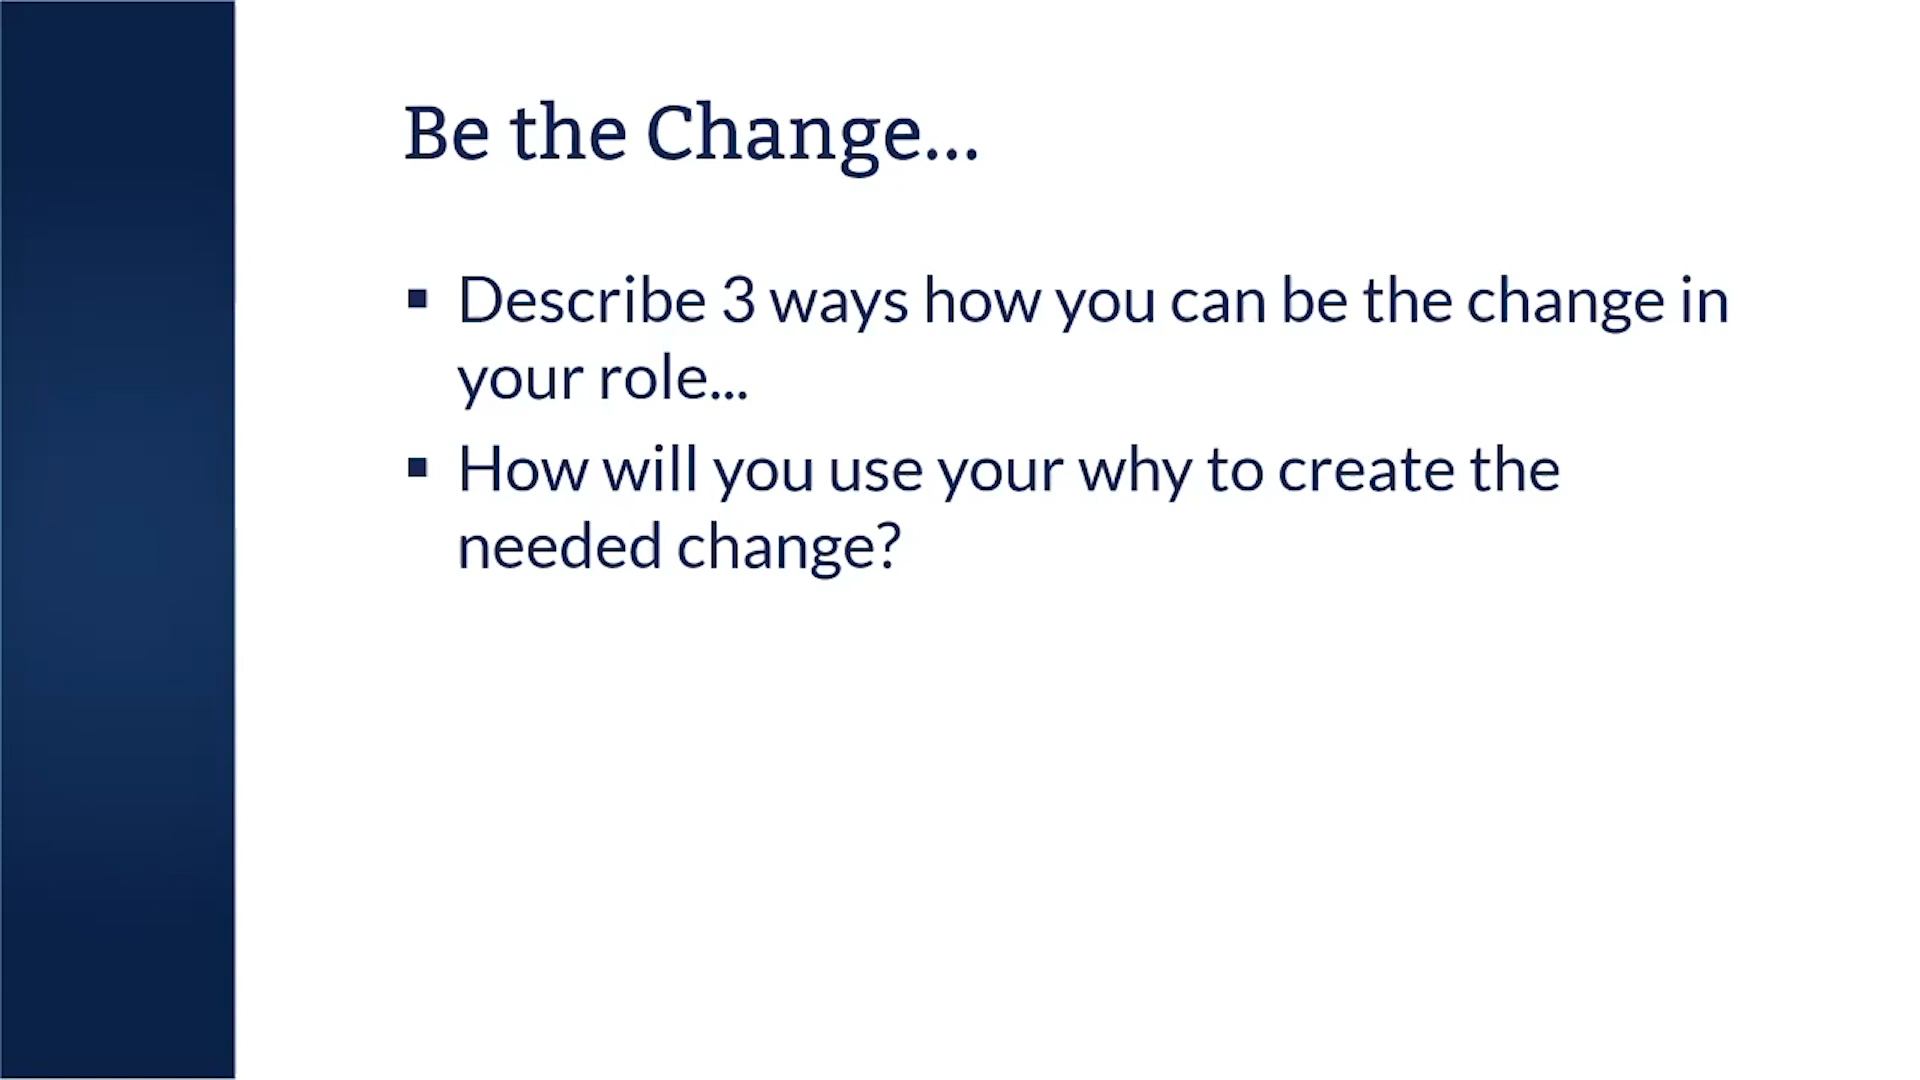 Be the Change...
▪ Describe 3 ways how you can be the change in
your role...
▪ How will you use your why to create the
needed change?